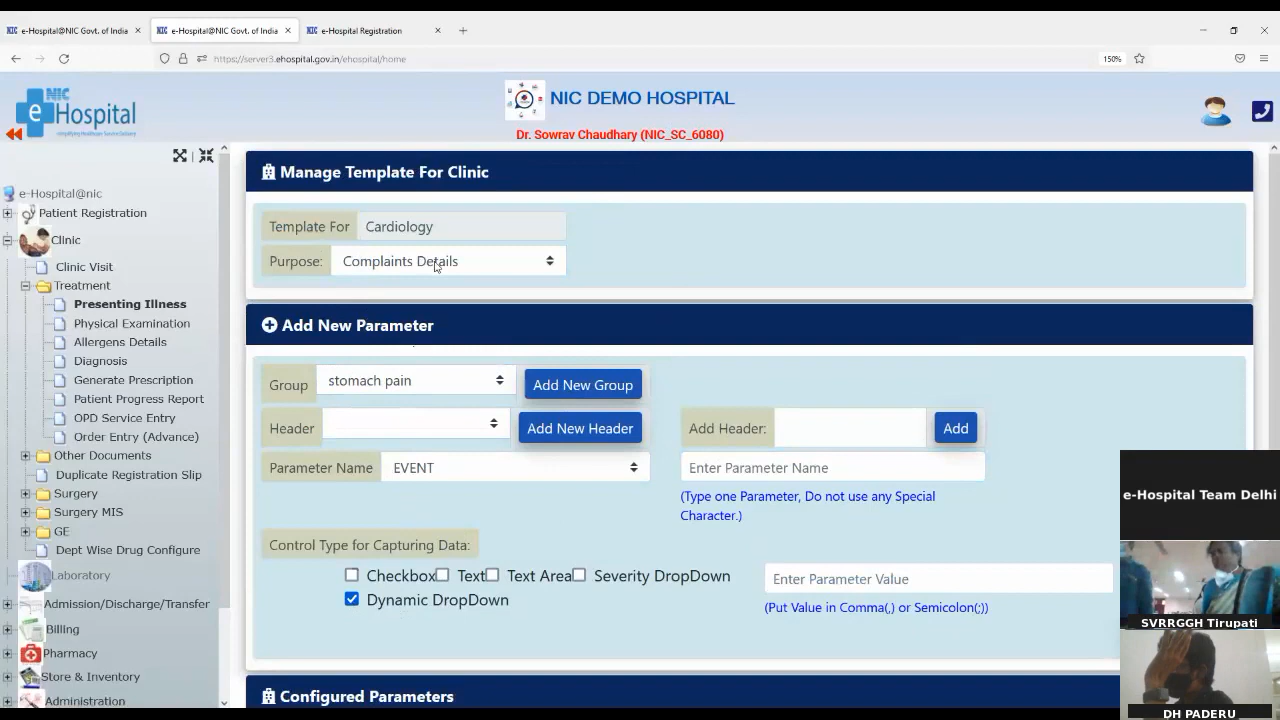 NIC e-Hospital@NIC Govt. of India
NIC e-Hospital@NIC Govt. of India
NIC e-Hospital Registration
https://server3.ehospital.gov.in/ehospital/home
150%
NIC
eHospital
NIC DEMO HOSPITAL
Dr. Sowrav Chaudhary (NIC_SC_6080)
e-Hospital@nic
Patient Registration
Clinic
Clinic Visit
Treatment
Presenting Illness
Physical Examination
Allergens Details
Diagnosis
Generate Prescription
Patient Progress Report
OPD Service Entry
Order Entry (Advance)
Other Documents
Duplicate Registration Slip
Surgery
Surgery MIS
GE
Dept Wise Drug Configure
Laboratory
Admission/Discharge/Transfer
Billing
Pharmacy
Store & Inventory
Administration
Manage Template For Clinic
Template For Cardiology
Purpose: Complaints Details
Add New Parameter
Group stomach pain Add New Group
Header Add New Header Add Header: Add
Parameter Name EVENT Enter Parameter Name
(Type one Parameter, Do not use any Special
Character.)
Control Type for Capturing Data:
Checkbox Text Text Area Severity DropDown
Dynamic DropDown
Enter Parameter Value
(Put Value in Comma(,) or Semicolon(;))
Configured Parameters
e-Hospital Team Delhi
SVRRGGH Tirupati
DH PADERU